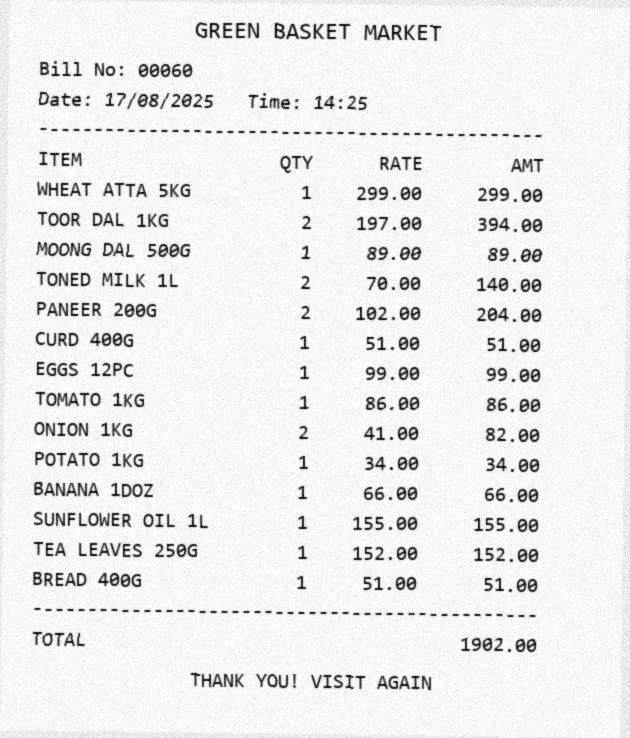 GREEN BASKET MARKET
Bill No: 00060
Date: 17/08/2025 Time: 14:25
----------------------------------------------
ITEM QTY RATE AMT
WHEAT ATTA 5KG 1 299.00 299.00
TOOR DAL 1KG 2 197.00 394.00
MOONG DAL 500G 1 89.00 89.00
TONED MILK 1L 2 70.00 140.00
PANEER 200G 2 102.00 204.00
CURD 400G 1 51.00 51.00
EGGS 12PC 1 99.00 99.00
TOMATO 1KG 1 86.00 86.00
ONION 1KG 2 41.00 82.00
POTATO 1KG 1 34.00 34.00
BANANA 1DOZ 1 66.00 66.00
SUNFLOWER OIL 1L 1 155.00 155.00
TEA LEAVES 250G 1 152.00 152.00
BREAD 400G 1 51.00 51.00
----------------------------------------------
TOTAL 1902.00
THANK YOU! VISIT AGAIN